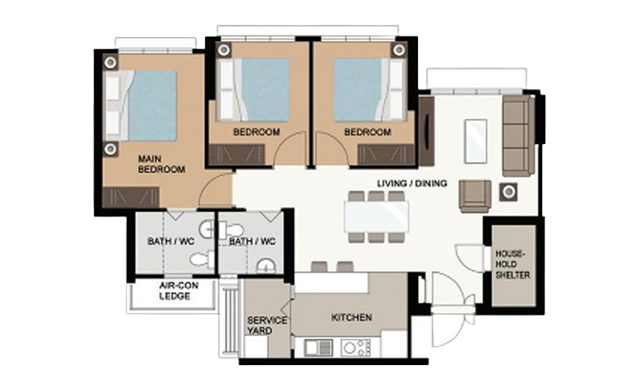 BEDROOM
BEDROOM
MAIN
BEDROOM
LIVING / DINING
BATH / WC
BATH / WC
HOUSE-
HOLD
SHELTER
AIR-CON
LEDGE
SERVICE
YARD
KITCHEN